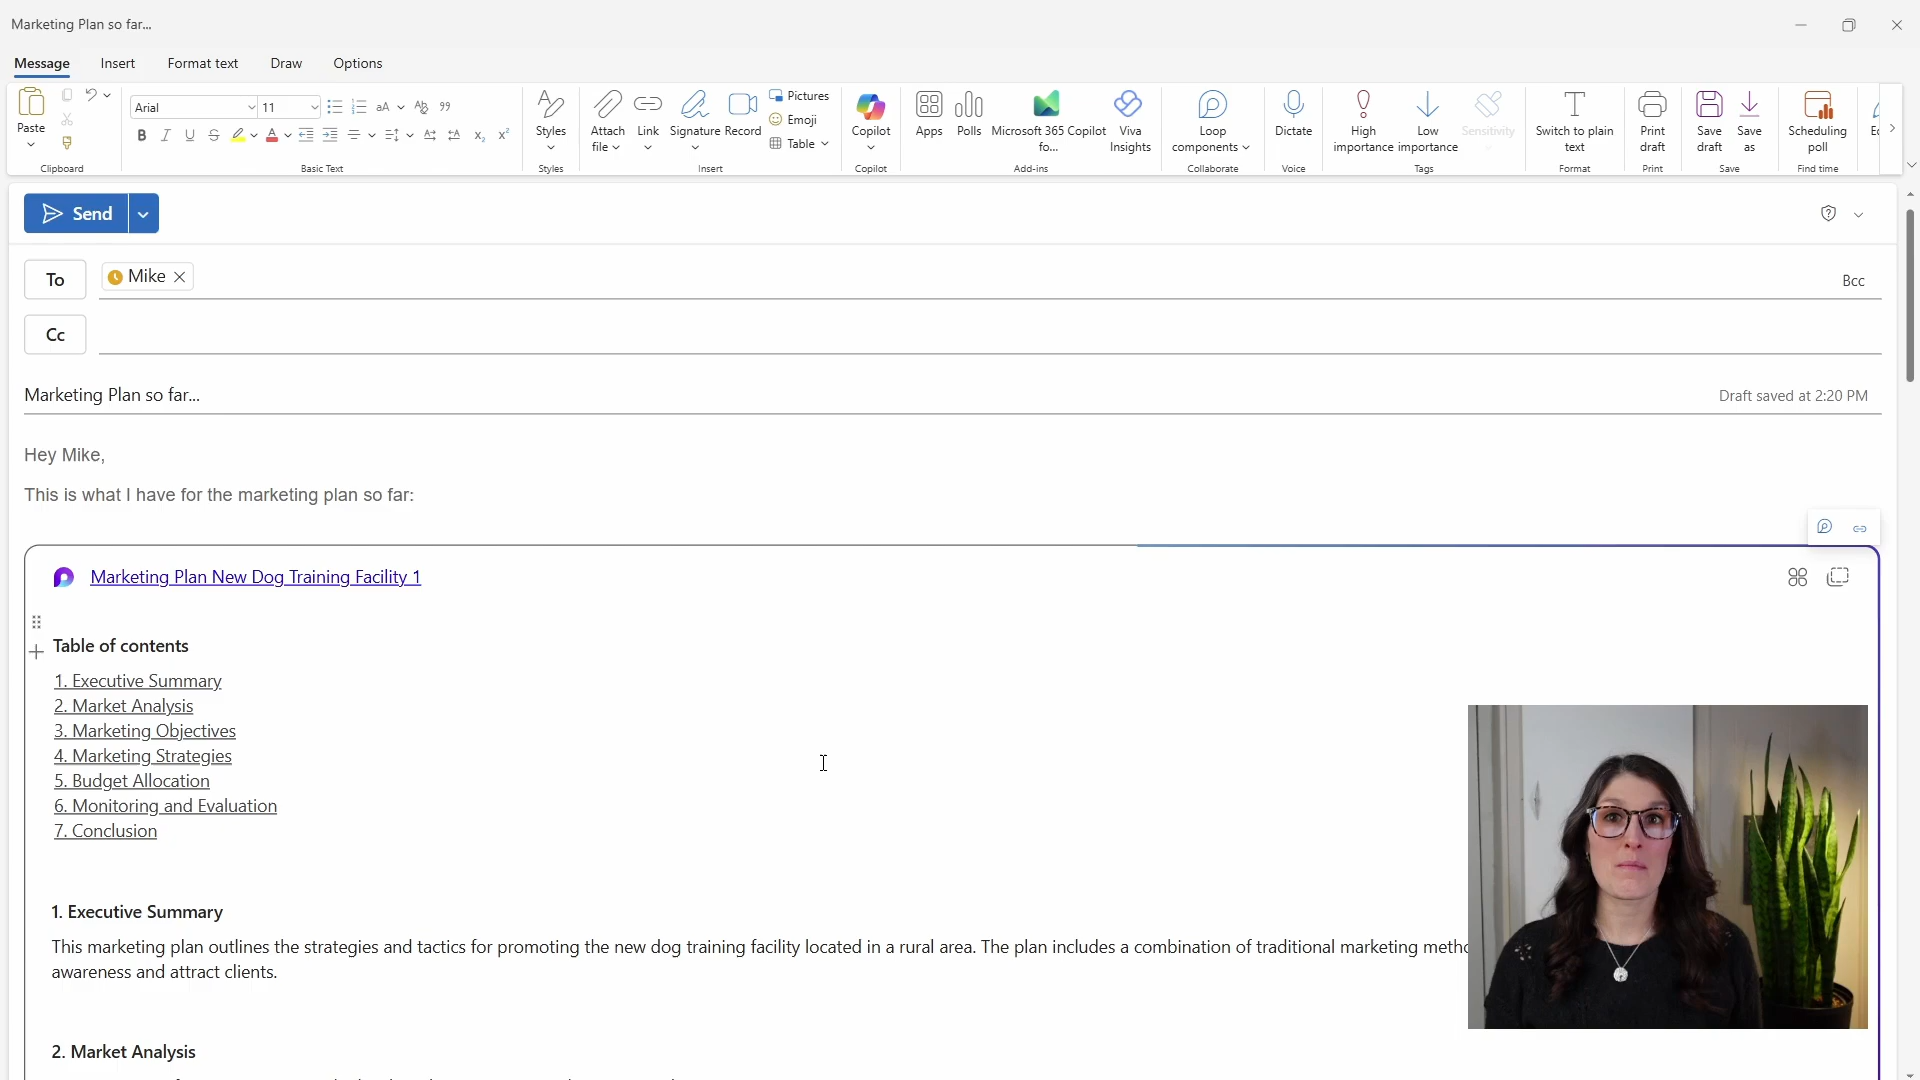 Marketing Plan so far...
Message Insert Format text Draw Options
Paste
Clipboard
Arial 11
Basic Text
Styles
Styles
Attach file
Link
Signature
Record
Pictures
Emoji
Table
Insert
Copilot
Copilot
Apps
Polls
Microsoft 365 Copilot fo...
Viva Insights
Add-ins
Loop components
Collaborate
Dictate
Voice
High importance
Low importance
Sensitivity
Tags
Switch to plain text
Format
Print draft
Print
Save draft
Save as
Save
Scheduling poll
Find time
Send
To Mike Bcc
Cc
Marketing Plan so far... Draft saved at 2:20 PM
Hey Mike,
This is what I have for the marketing plan so far:
Marketing Plan New Dog Training Facility 1
Table of contents
1. Executive Summary
2. Market Analysis
3. Marketing Objectives
4. Marketing Strategies
5. Budget Allocation
6. Monitoring and Evaluation
7. Conclusion
1. Executive Summary
This marketing plan outlines the strategies and tactics for promoting the new dog training facility located in a rural area. The plan includes a combination of traditional marketing
awareness and attract clients.
2. Market Analysis